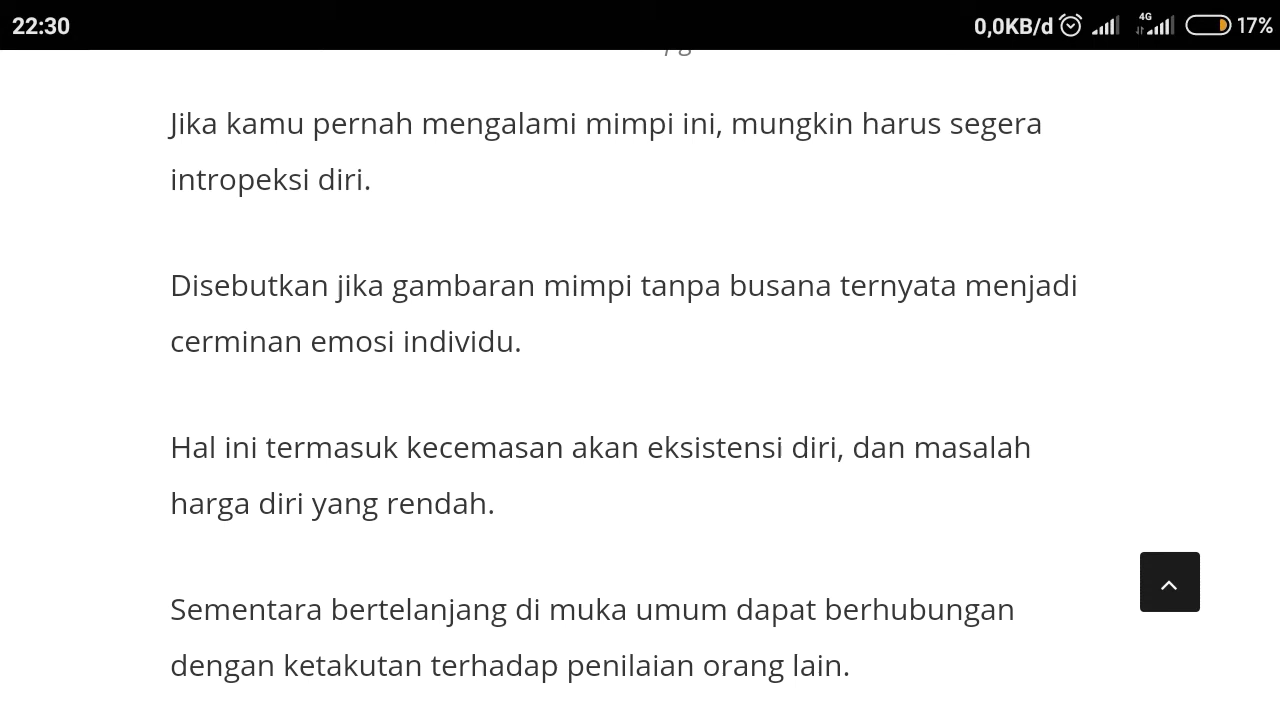 22:30
0,0KB/d
4G
17%
Jika kamu pernah mengalami mimpi ini, mungkin harus segera
intropeksi diri.
Disebutkan jika gambaran mimpi tanpa busana ternyata menjadi
cerminan emosi individu.
Hal ini termasuk kecemasan akan eksistensi diri, dan masalah
harga diri yang rendah.
Sementara bertelanjang di muka umum dapat berhubungan
dengan ketakutan terhadap penilaian orang lain.